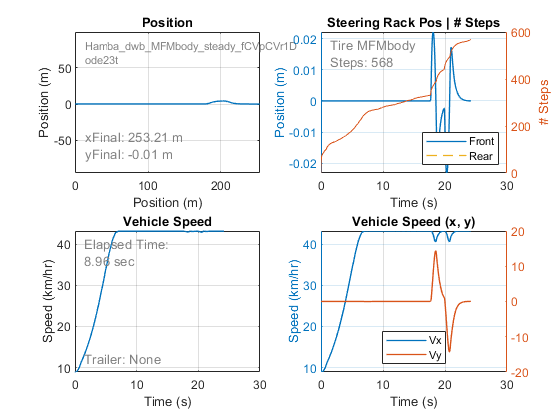 Position
Hamba_dwb_MFMbody_steady_fCVpCVr1D
ode23t
Position (m)
50
0
-50
xFinal: 253.21 m
yFinal: -0.01 m
0 100 200
Position (m)
Steering Rack Pos | # Steps
Tire MFMbody
Steps: 568
Position (m)
0.02
0.01
0
-0.01
-0.02
# Steps
600
400
200
0
Front
Rear
0 10 20 30
Time (s)
Vehicle Speed
Elapsed Time:
8.96 sec
Speed (km/hr)
40
30
20
10
Trailer: None
0 10 20 30
Time (s)
Vehicle Speed (x, y)
Speed (km/hr)
40
30
20
10
20
10
0
-10
-20
Vx
Vy
0 10 20 30
Time (s)